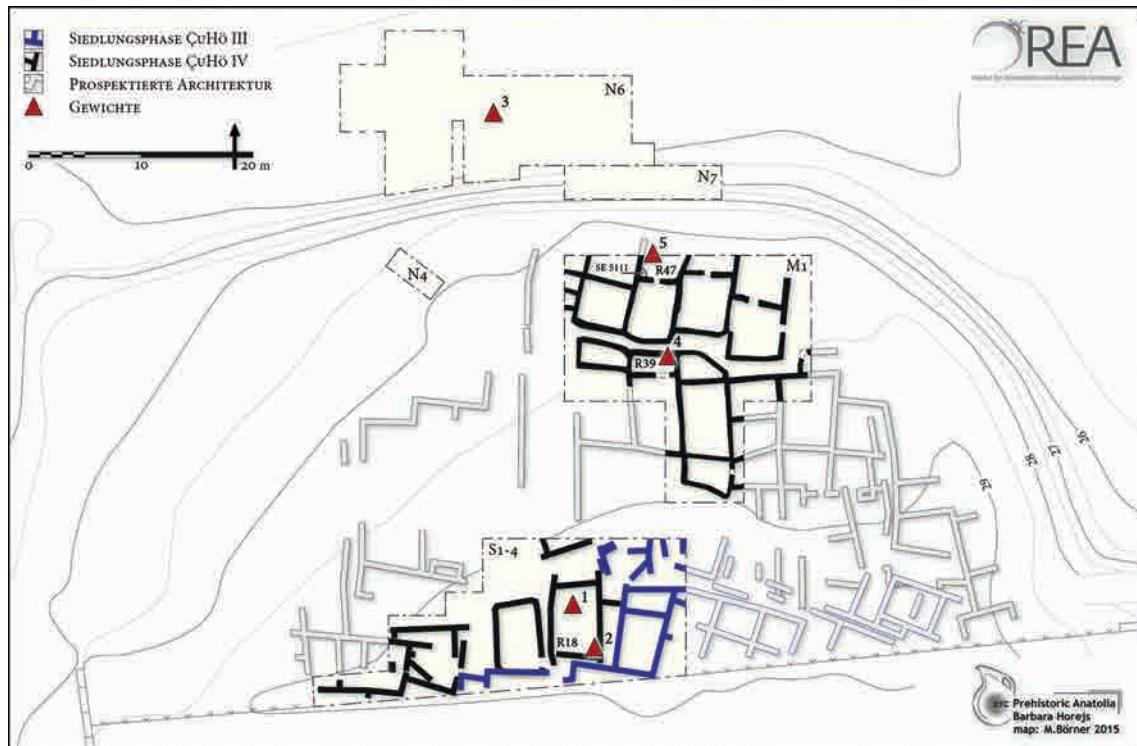 SIEDLUNGSPHASE ÇUHÖ III
SIEDLUNGSPHASE ÇUHÖ IV
PROSPEKTIERTE ARCHITEKTUR
GEWICHTE
0 10 20 m
OREA
N6
3
N7
N4
5
SE 5111
R47
M1
4
R39
26
27
28
29
S1-4
1
2
R18
ERC Prehistoric Anatolia
Barbara Horejs
map: M.Börner 2015